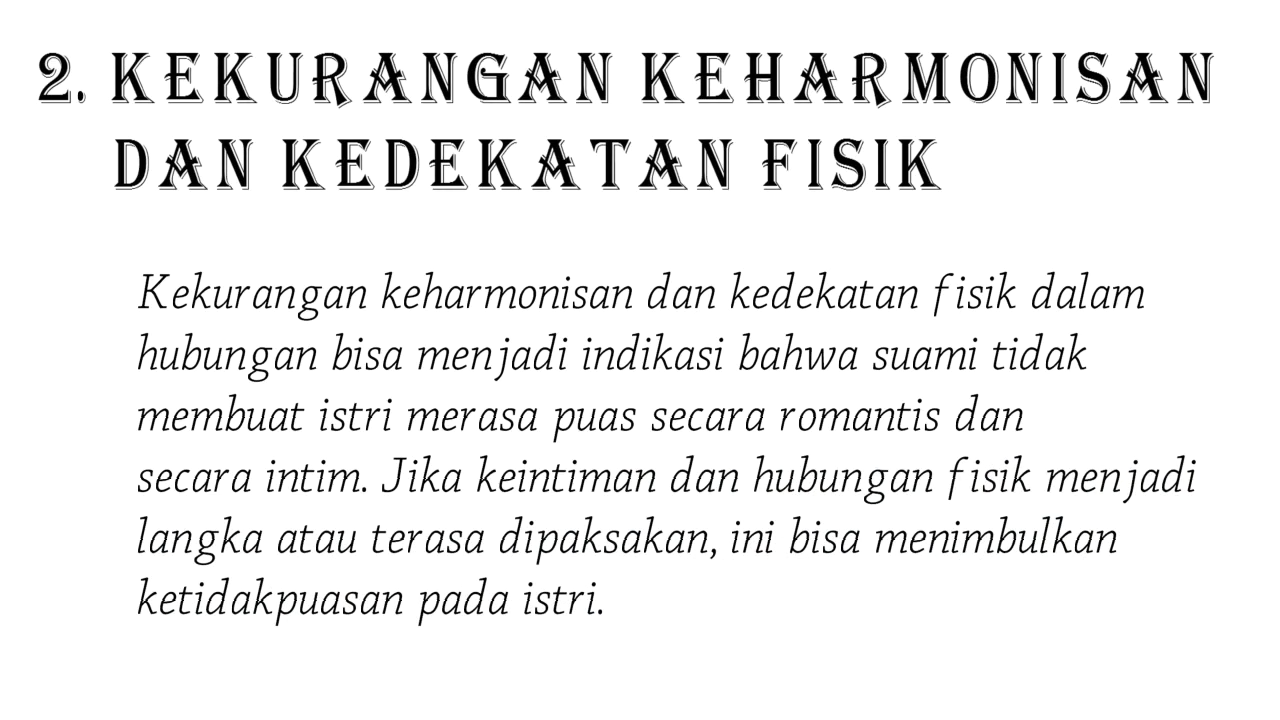 2. KEKURANGAN KEHARMONISAN
DAN KEDEKATAN FISIK
Kekurangan keharmonisan dan kedekatan fisik dalam
hubungan bisa menjadi indikasi bahwa suami tidak
membuat istri merasa puas secara romantis dan
secara intim. Jika keintiman dan hubungan fisik menjadi
langka atau terasa dipaksakan, ini bisa menimbulkan
ketidakpuasan pada istri.